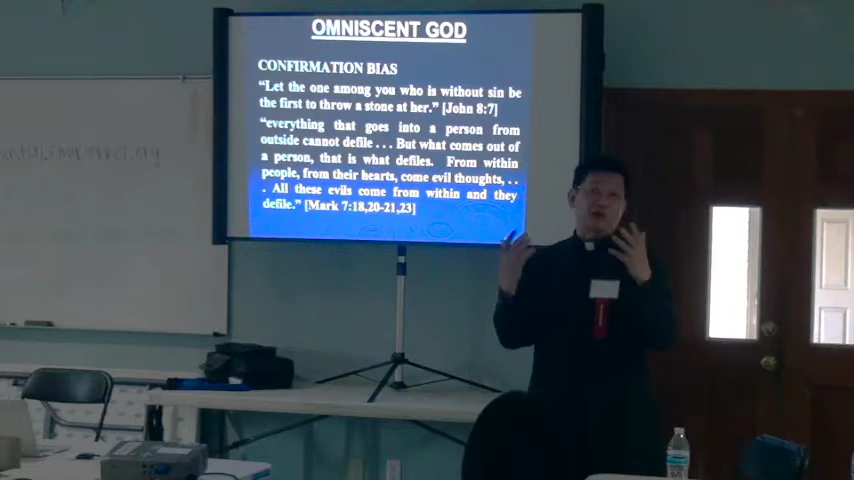 OMNISCENT GOD
CONFIRMATION BIAS
“Let the one among you who is without sin be
the first to throw a stone at her.” [John 8:7]
“everything that goes into a person from
outside cannot defile . . . But what comes out of
a person, that is what defiles. From within
people, from their hearts, come evil thoughts, . .
. All these evils come from within and they
defile.” [Mark 7:18,20-21,23]